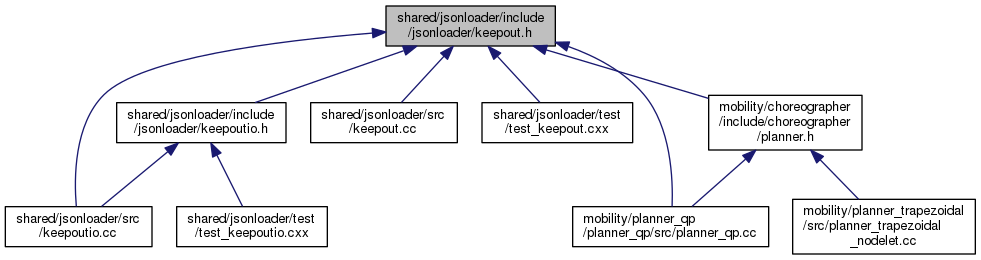 shared/jsonloader/include
/jsonloader/keepout.h
shared/jsonloader/include
/jsonloader/keepoutio.h
shared/jsonloader/src
/keepout.cc
shared/jsonloader/test
/test_keepout.cxx
mobility/choreographer
/include/choreographer
/planner.h
shared/jsonloader/src
/keepoutio.cc
shared/jsonloader/test
/test_keepoutio.cxx
mobility/planner_qp
/planner_qp/src/planner_qp.cc
mobility/planner_trapezoidal
/src/planner_trapezoidal
_nodelet.cc